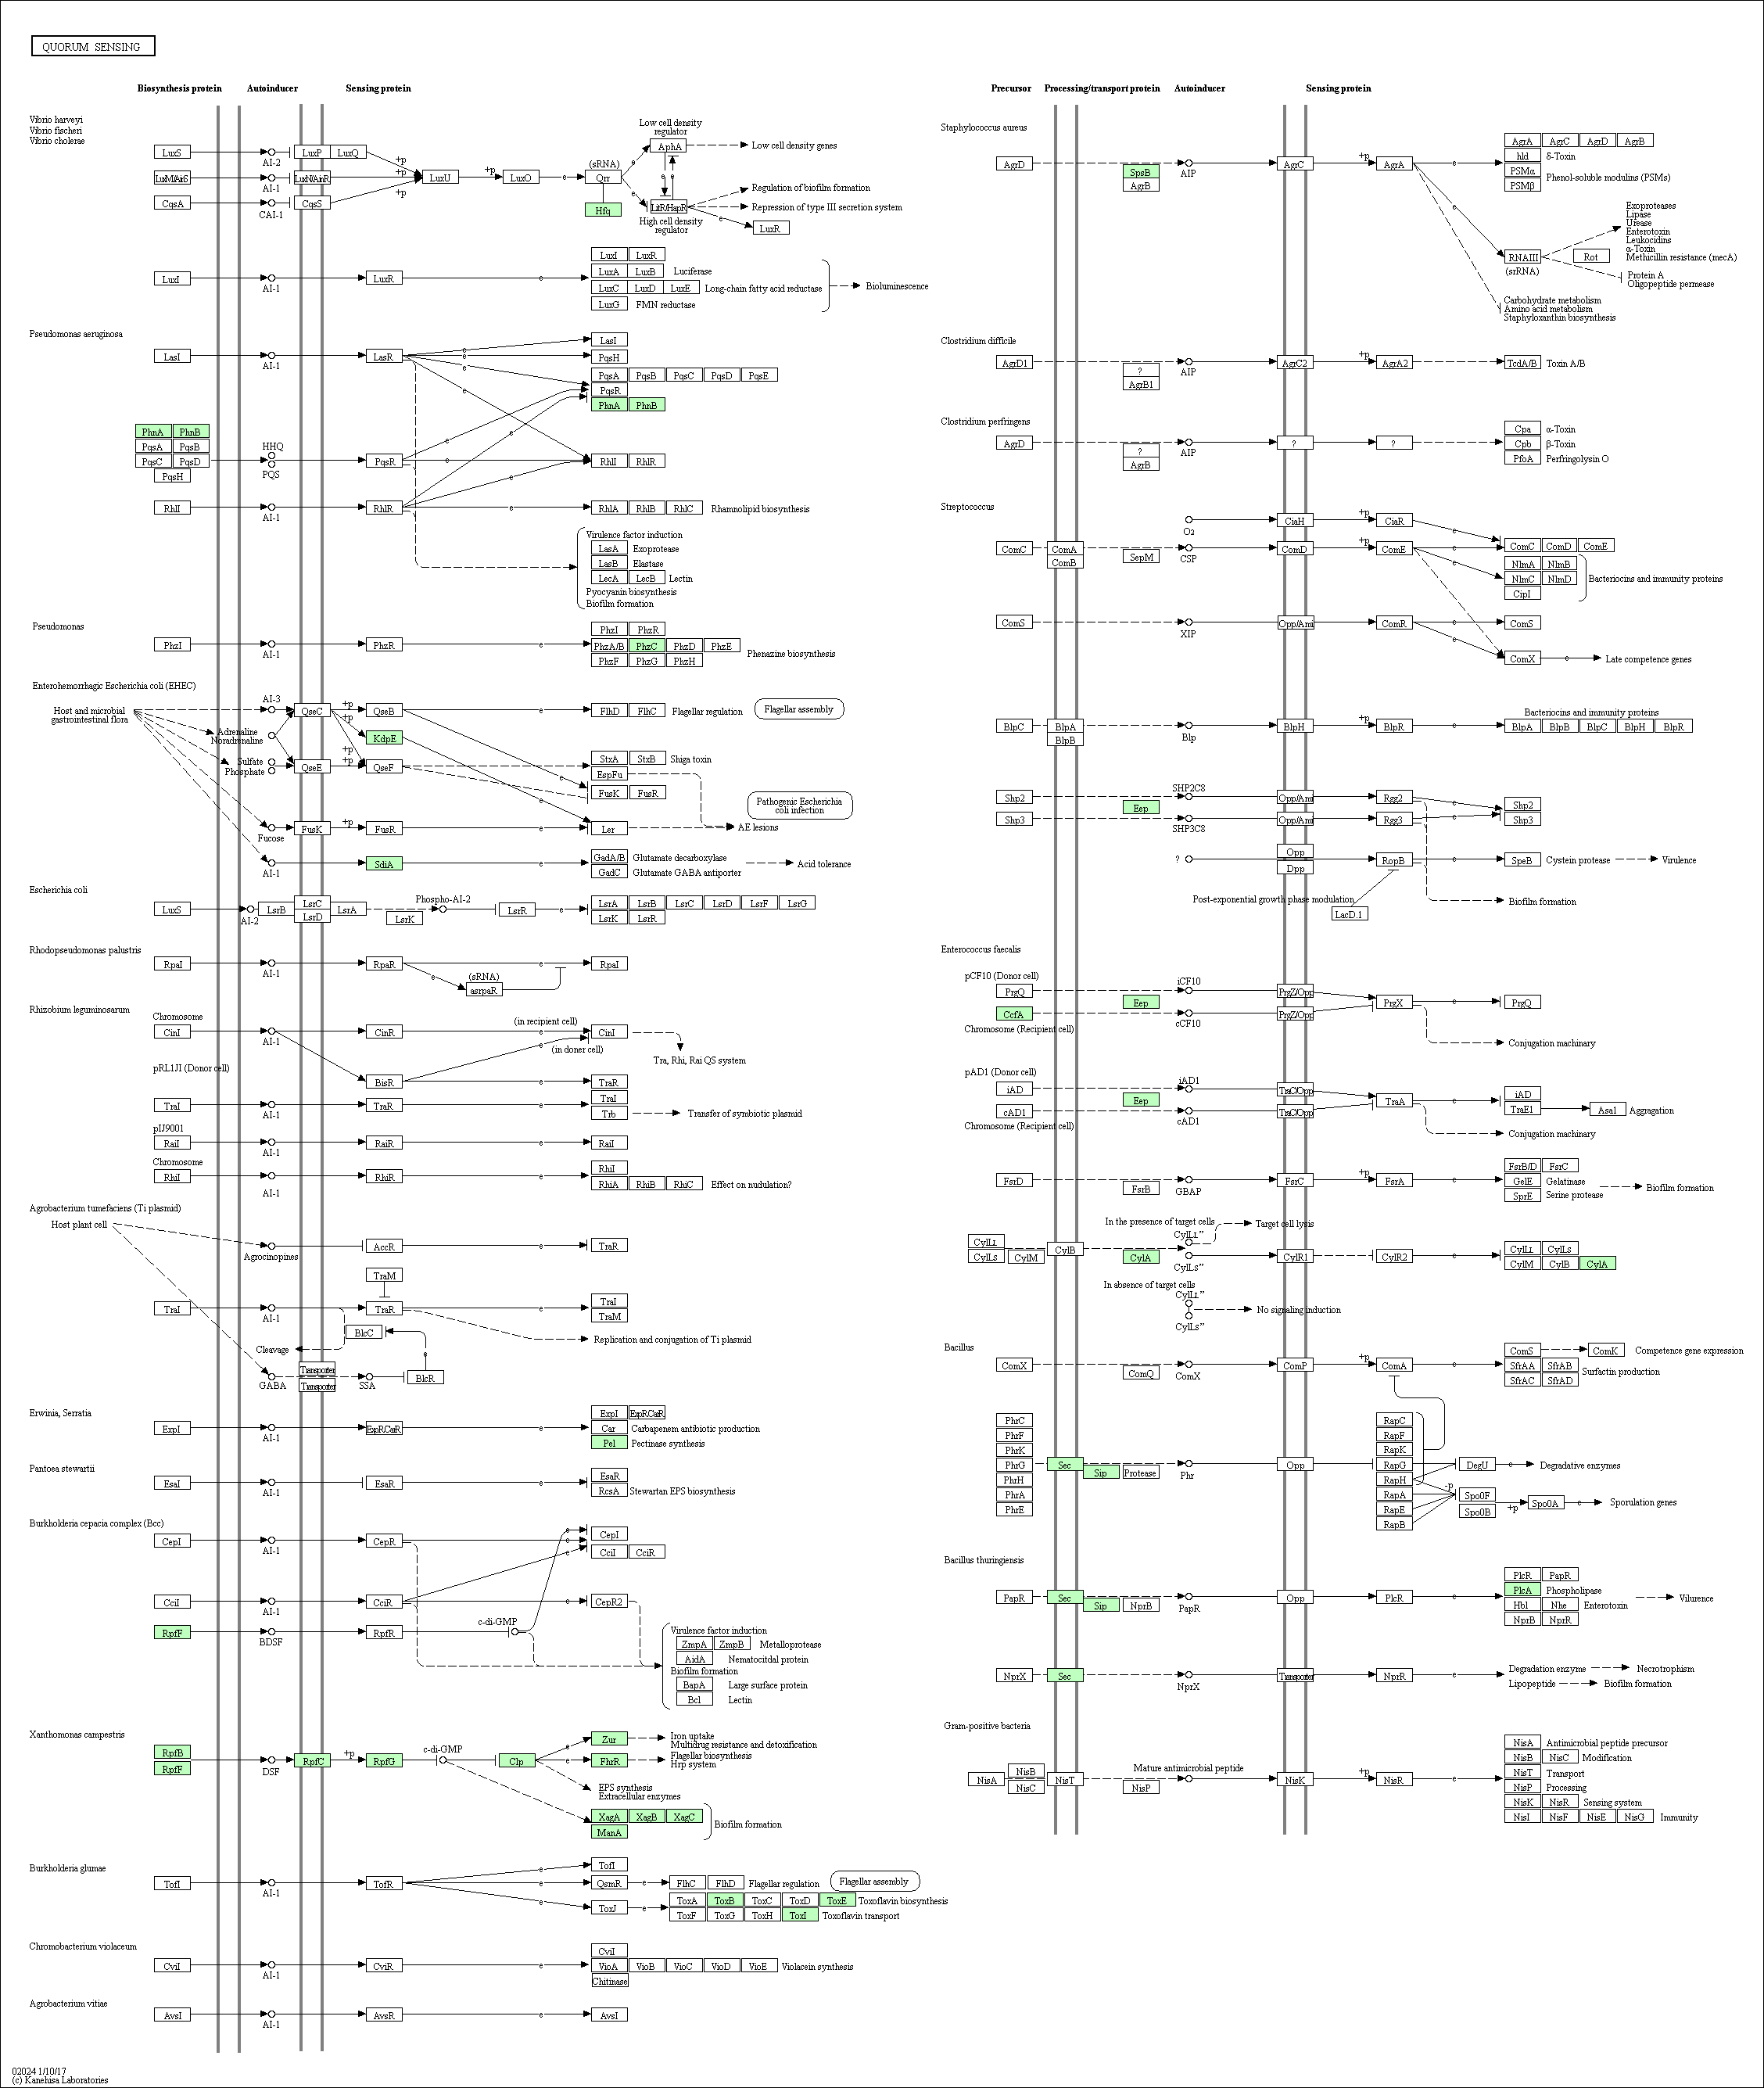 QUORUM SENSING
Biosynthesis protein Autoinducer Sensing protein
Vibrio harveyi
Vibrio fischeri
Vibrio cholerae
LuxS AI-2 LuxP LuxQ +p
LuxM/AinS AI-1 LuxN/AinR +p LuxU +p LuxO e (sRNA) Qrr e
CqsA CAI-1 CqsS +p
Hfq e
Low cell density
regulator
AphA Low cell density genes
e e
LitR/HapR
High cell density
regulator
Regulation of biofilm formation
Repression of type III secretion system
e LuxR
LuxI AI-1 LuxR e
LuxI LuxR
LuxA LuxB Luciferase
LuxC LuxD LuxE Long-chain fatty acid reductase
LuxG FMN reductase
Bioluminescence
Pseudomonas aeruginosa
LasI AI-1 LasR e e e e
LasI
PqsH
PqsA PqsB PqsC PqsD PqsE
PqsR
PhnA PhnB
PhnA PhnB
PqsA PqsB
PqsC PqsD
PqsH
HHQ
PQS
PqsR e e e RhlI RhlR
RhlI AI-1 RhlR e e RhlA RhlB RhlC Rhamnolipid biosynthesis
Virulence factor induction
LasA Exoprotease
LasB Elastase
LecA LecB Lectin
Pyocyanin biosynthesis
Biofilm formation
Pseudomonas
PhzI AI-1 PhzR e
PhzI PhzR
PhzA/B PhzC PhzD PhzE
PhzF PhzG PhzH
Phenazine biosynthesis
Enterohemorrhagic Escherichia coli (EHEC)
Host and microbial
gastrointestinal flora
AI-3 QseC +p QseB e FlhD FlhC Flagellar regulation Flagellar assembly
Adrenaline
Noradrenaline
+p KdpE
Sulfate
Phosphate
QseE +p +p QseF
StxA StxB Shiga toxin
EspFu
e FusK FusR
Pathogenic Escherichia
coli infection
Fucose FusK +p FusR e e Ler AE lesions
AI-1 SdiA e GadA/B Glutamate decarboxylase Acid tolerance
GadC Glutamate GABA antiporter
Escherichia coli
LuxS AI-2 LsrB LsrC LsrD LsrA LsrK Phospho-AI-2 LsrR e
LsrA LsrB LsrC LsrD LsrF LsrG
LsrK LsrR
Rhodopseudomonas palustris
RpaI AI-1 RpaR e RpaI
e (sRNA) asrpaR
Rhizobium leguminosarum
Chromosome
CinI AI-1 CinR (in recipient cell) e CinI
e (in doner cell)
Tra, Rhi, Rai QS system
pRL1JI (Donor cell)
BisR e TraR
TraI AI-1 TraR e TraI
Trb Transfer of symbiotic plasmid
pIJ9001
RaiI AI-1 RaiR e RaiI
Chromosome
RhiI AI-1 RhiR e RhiI
RhiA RhiB RhiC Effect on nudulation?
Agrobacterium tumefaciens (Ti plasmid)
Host plant cell
Agrocinopines AccR e TraR
TraM
TraI AI-1 TraR e TraI
TraM
BlcC
Replication and conjugation of Ti plasmid
Cleavage
e
GABA Transporter Transporter SSA BlcR
Erwinia, Serratia
ExpI AI-1 ExpR/CarR e
ExpI ExpR/CarR
Car Carbapenem antibiotic production
Pel Pectinase synthesis
Pantoea stewartii
EsaI AI-1 EsaR e EsaR
RcsA Stewartan EPS biosynthesis
Burkholderia cepacia complex (Bcc)
CepI AI-1 CepR e e e CepI
CciI CciR
CciI AI-1 CciR e CepR2
RpfF BDSF RpfR c-di-GMP
Virulence factor induction
ZmpA ZmpB Metalloprotease
AidA Nematocitdal protein
Biofilm formation
BapA Large surface protein
Bcl Lectin
Xanthomonas campestris
RpfB
RpfF
DSF RpfC +p RpfG c-di-GMP Clp
e Zur Iron uptake
Multidrug resistance and detoxification
e FhrR Flagellar biosynthesis
Hrp system
EPS synthesis
Extracellular enzymes
XagA XagB XagC
ManA
Biofilm formation
Burkholderia glumae
TofI AI-1 TofR e e e
TofI
QsmR e FlhC FlhD Flagellar regulation Flagellar assembly
TofJ e
ToxA ToxB ToxC ToxD ToxE Toxoflavin biosynthesis
ToxF ToxG ToxH ToxI Toxoflavin transport
Chromobacterium violaceum
CviI AI-1 CviR e
CviI
VioA VioB VioC VioD VioE Violacein synthesis
Chitinase
Agrobacterium vitiae
AvsI AI-1 AvsR e AvsI
02024 1/10/17
(c) Kanehisa Laboratories
Precursor Processing/transport protein Autoinducer Sensing protein
Staphylococcus aureus
AgrD SpsB AgrB AIP AgrC +p AgrA e
AgrA AgrC AgrD AgrB
hld δ-Toxin
PSMα
PSMβ
Phenol-soluble modulins (PSMs)
e
RNAIII
(srRNA)
Rot
Exoproteases
Lipase
Urease
Enterotoxin
Leukocidins
α-Toxin
Methicillin resistance (mecA)
Protein A
Oligopeptide permease
Carbohydrate metabolism
Amino acid metabolism
Staphyloxanthin biosynthesis
Clostridium difficile
AgrD1 ? AgrB1 AIP AgrC2 +p AgrA2 TcdA/B Toxin A/B
Clostridium perfringens
AgrD ? AgrB AIP ? ?
Cpa α-Toxin
Cpb β-Toxin
PfoA Perfringolysin O
Streptococcus
O2 CiaH +p CiaR e
ComC ComA ComB SepM CSP ComD +p ComE e e
ComC ComD ComE
NlmA NlmB
NlmC NlmD
CipI
Bacteriocins and immunity proteins
ComS XIP Opp/Ami ComR e e ComS
ComX e Late competence genes
Bacteriocins and immunity proteins
BlpC BlpA BlpB Blp BlpH +p BlpR e BlpA BlpB BlpC BlpH BlpR
Shp2 Eep SHP2C8 Opp/Ami Rgg2 e Shp2
Shp3 SHP3C8 Opp/Ami Rgg3 e Shp3
? Opp Dpp RopB e SpeB Cystein protease Virulence
Post-exponential growth phase modulation
LacD.1
Biofilm formation
Enterococcus faecalis
pCF10 (Donor cell)
PrgQ Eep iCF10 PrgZ/Opp PrgX e PrgQ
CcfA cCF10 PrgZ/Opp
Chromosome (Recipient cell)
Conjugation machinary
pAD1 (Donor cell)
iAD Eep iAD1 TraC/Opp TraA e iAD
cAD1 cAD1 TraC/Opp TraE1 Asa1 Aggragation
Chromosome (Recipient cell)
Conjugation machinary
FsrD FsrB GBAP FsrC +p FsrA e
FsrB/D FsrC
GelE Gelatinase
SprE Serine protease
Biofilm formation
In the presence of target cells Target cell lysis
CylLL
CylLS CylM CylB CylA CylLL" CylLS" CylR1 CylR2 e
CylLL CylLS
CylM CylB CylA
In absence of target cells
CylLL"
No signaling induction
CylLS"
Bacillus
ComX ComQ ComX ComP +p ComA e
ComS ComK Competence gene expression
SfrAA SfrAB
SfrAC SfrAD
Surfactin production
PhrC
PhrF
PhrK
PhrG
PhrH
PhrA
PhrE
Sec Sip Protease Phr Opp
RapC
RapF
RapK
RapG
RapH
RapA
RapE
RapB
DegU e Degradative enzymes
-p Spo0F
Spo0B +p Spo0A e Sporulation genes
Bacillus thuringiensis
PapR Sec Sip NprB PapR Opp PlcR e
PlcR PapR
PlcA Phospholipase
Hbl Nhe Enterotoxin
NprB NprR
Vilurence
NprX Sec NprX Transporter NprR e
Degradation enzyme Necrotrophism
Lipopeptide Biofilm formation
Gram-positive bacteria
NisA NisB NisC NisT NisP Mature antimicrobial peptide NisK +p NisR e
NisA Antimicrobial peptide precursor
NisB NisC Modification
NisT Transport
NisP Processing
NisK NisR Sensing system
NisI NisF NisE NisG Immunity